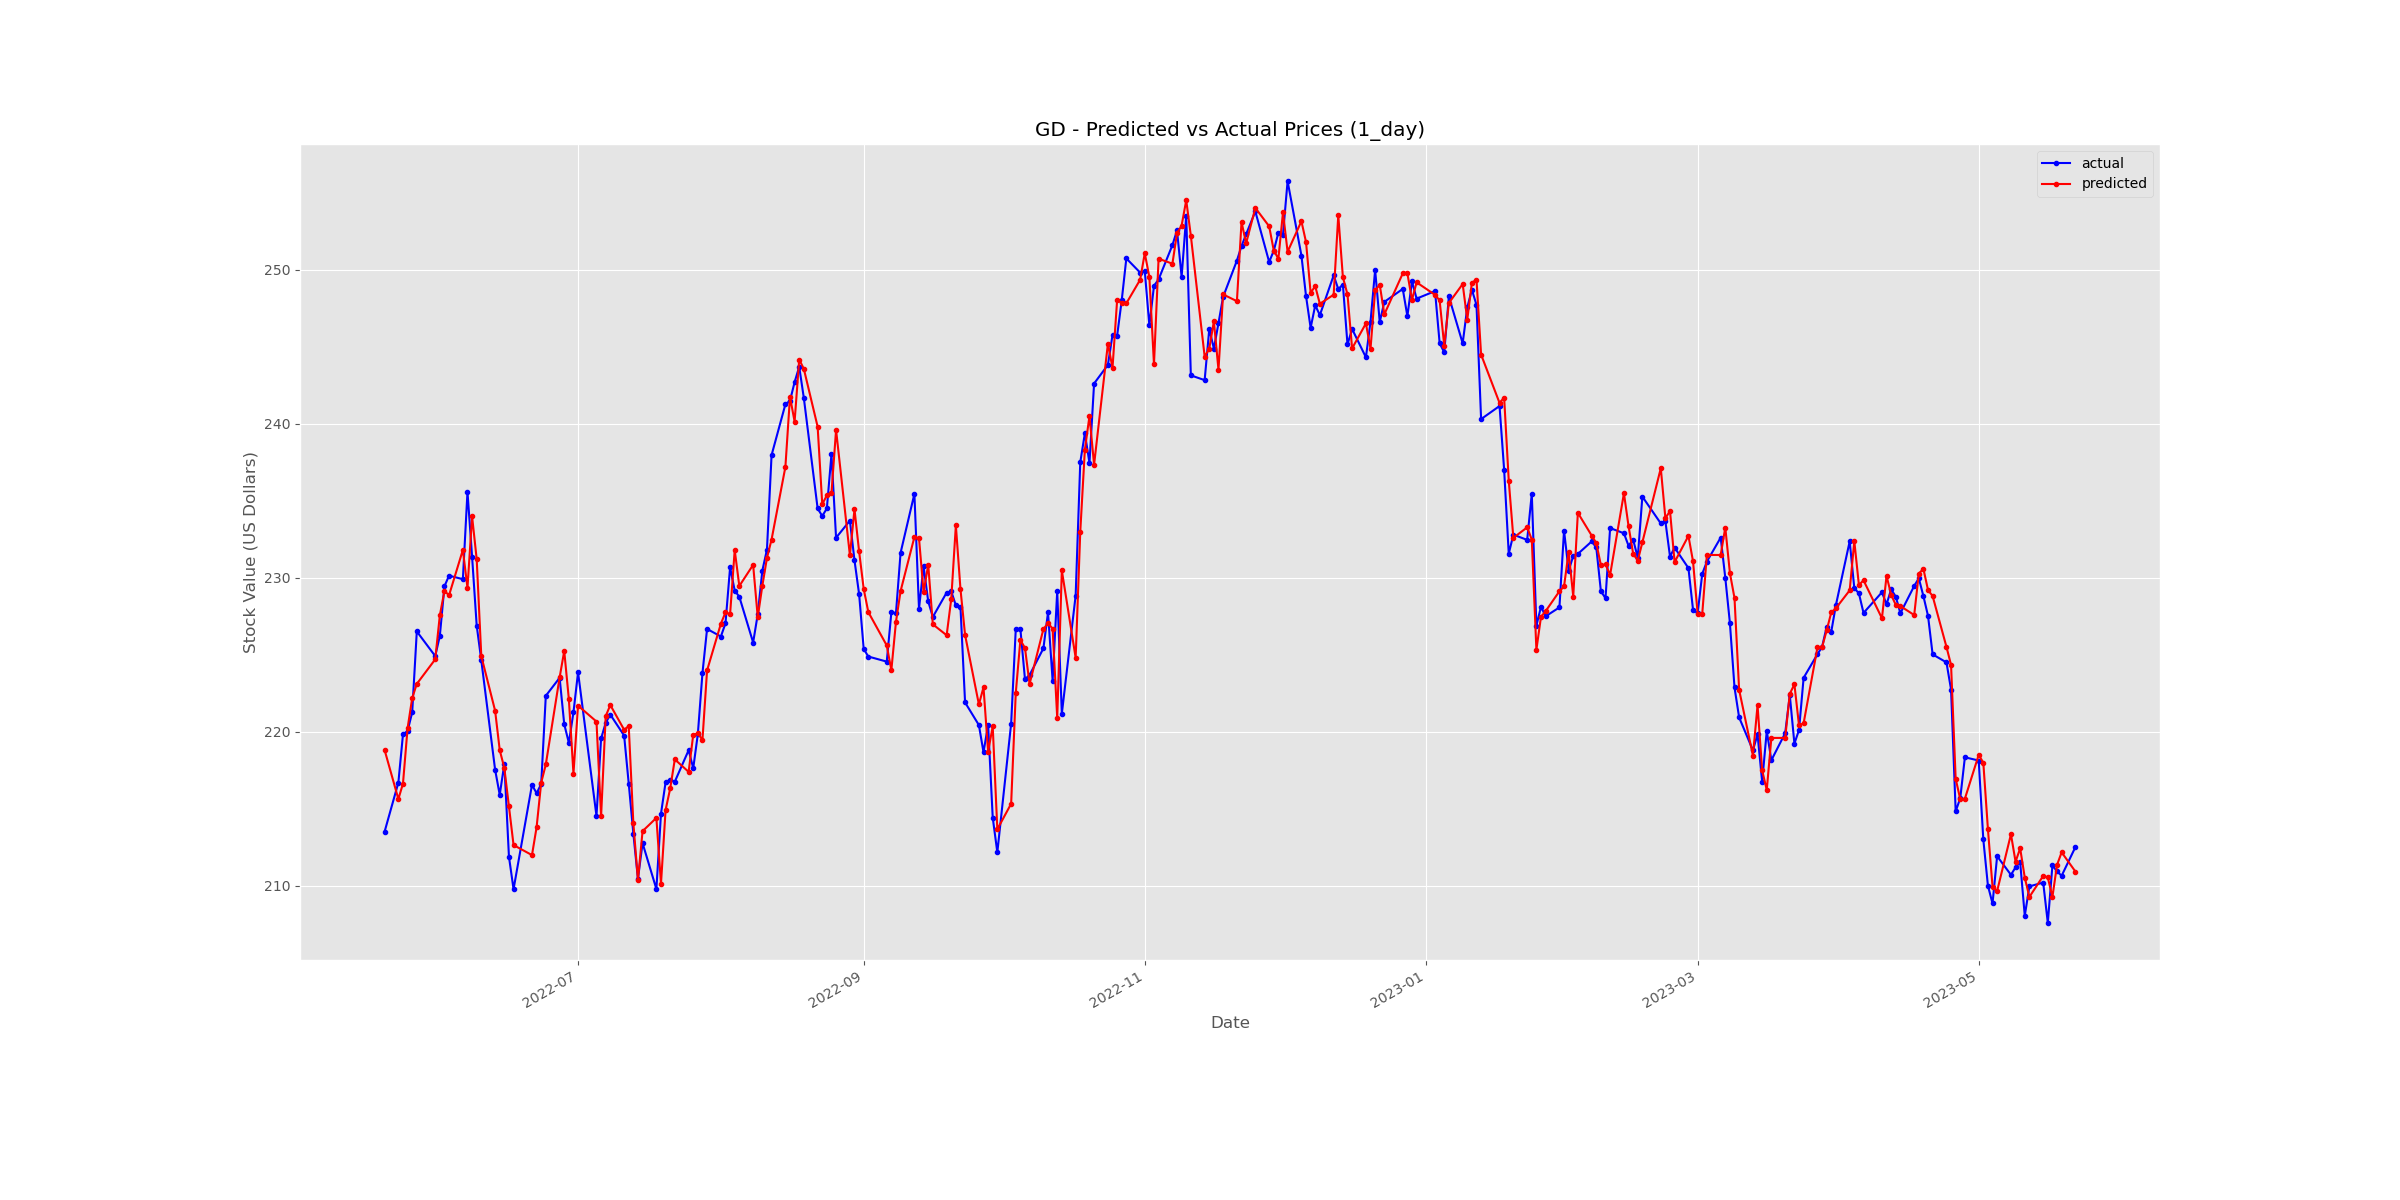 GD - Predicted vs Actual Prices (1_day)
actual
predicted
Stock Value (US Dollars)
250
240
230
220
210
2022-07
2022-09
2022-11
2023-01
2023-03
2023-05
Date